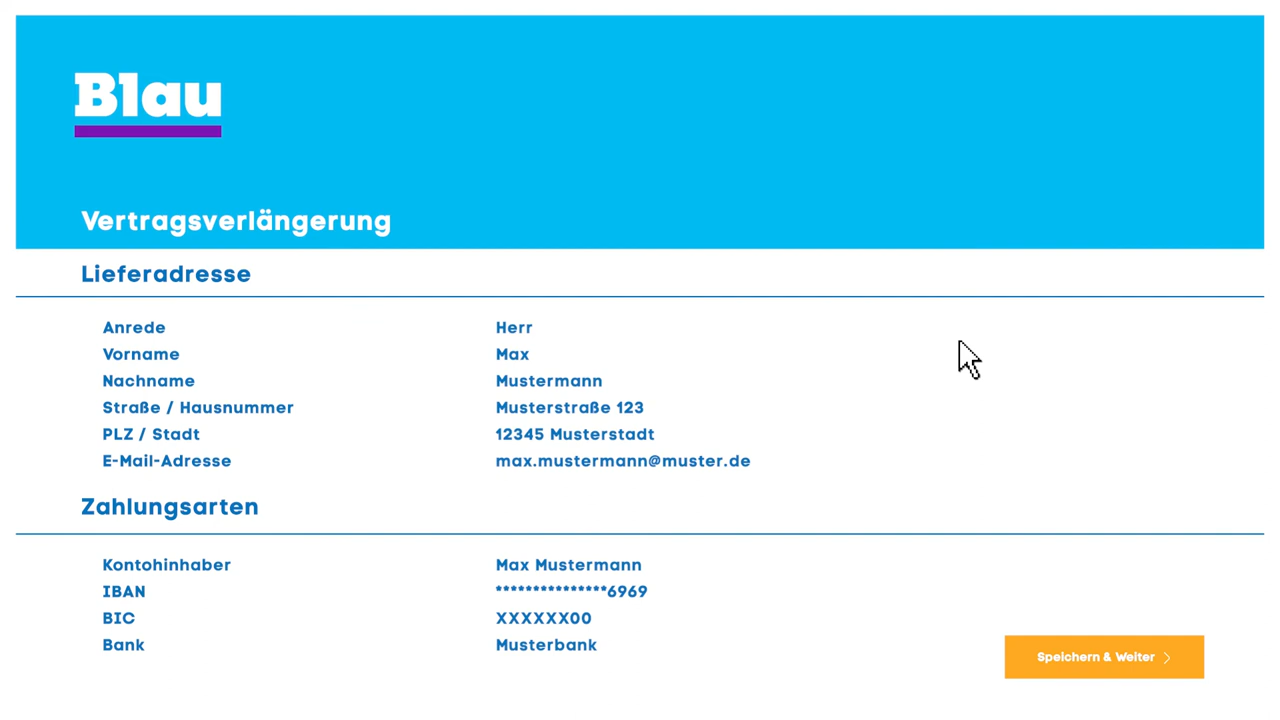 Blau
Vertragsverlängerung
Lieferadresse
Anrede Herr
Vorname Max
Nachname Mustermann
Straße / Hausnummer Musterstraße 123
PLZ / Stadt 12345 Musterstadt
E-Mail-Adresse max.mustermann@muster.de
Zahlungsarten
Kontohinhaber Max Mustermann
IBAN ***************6969
BIC XXXXXX00
Bank Musterbank
Speichern & Weiter